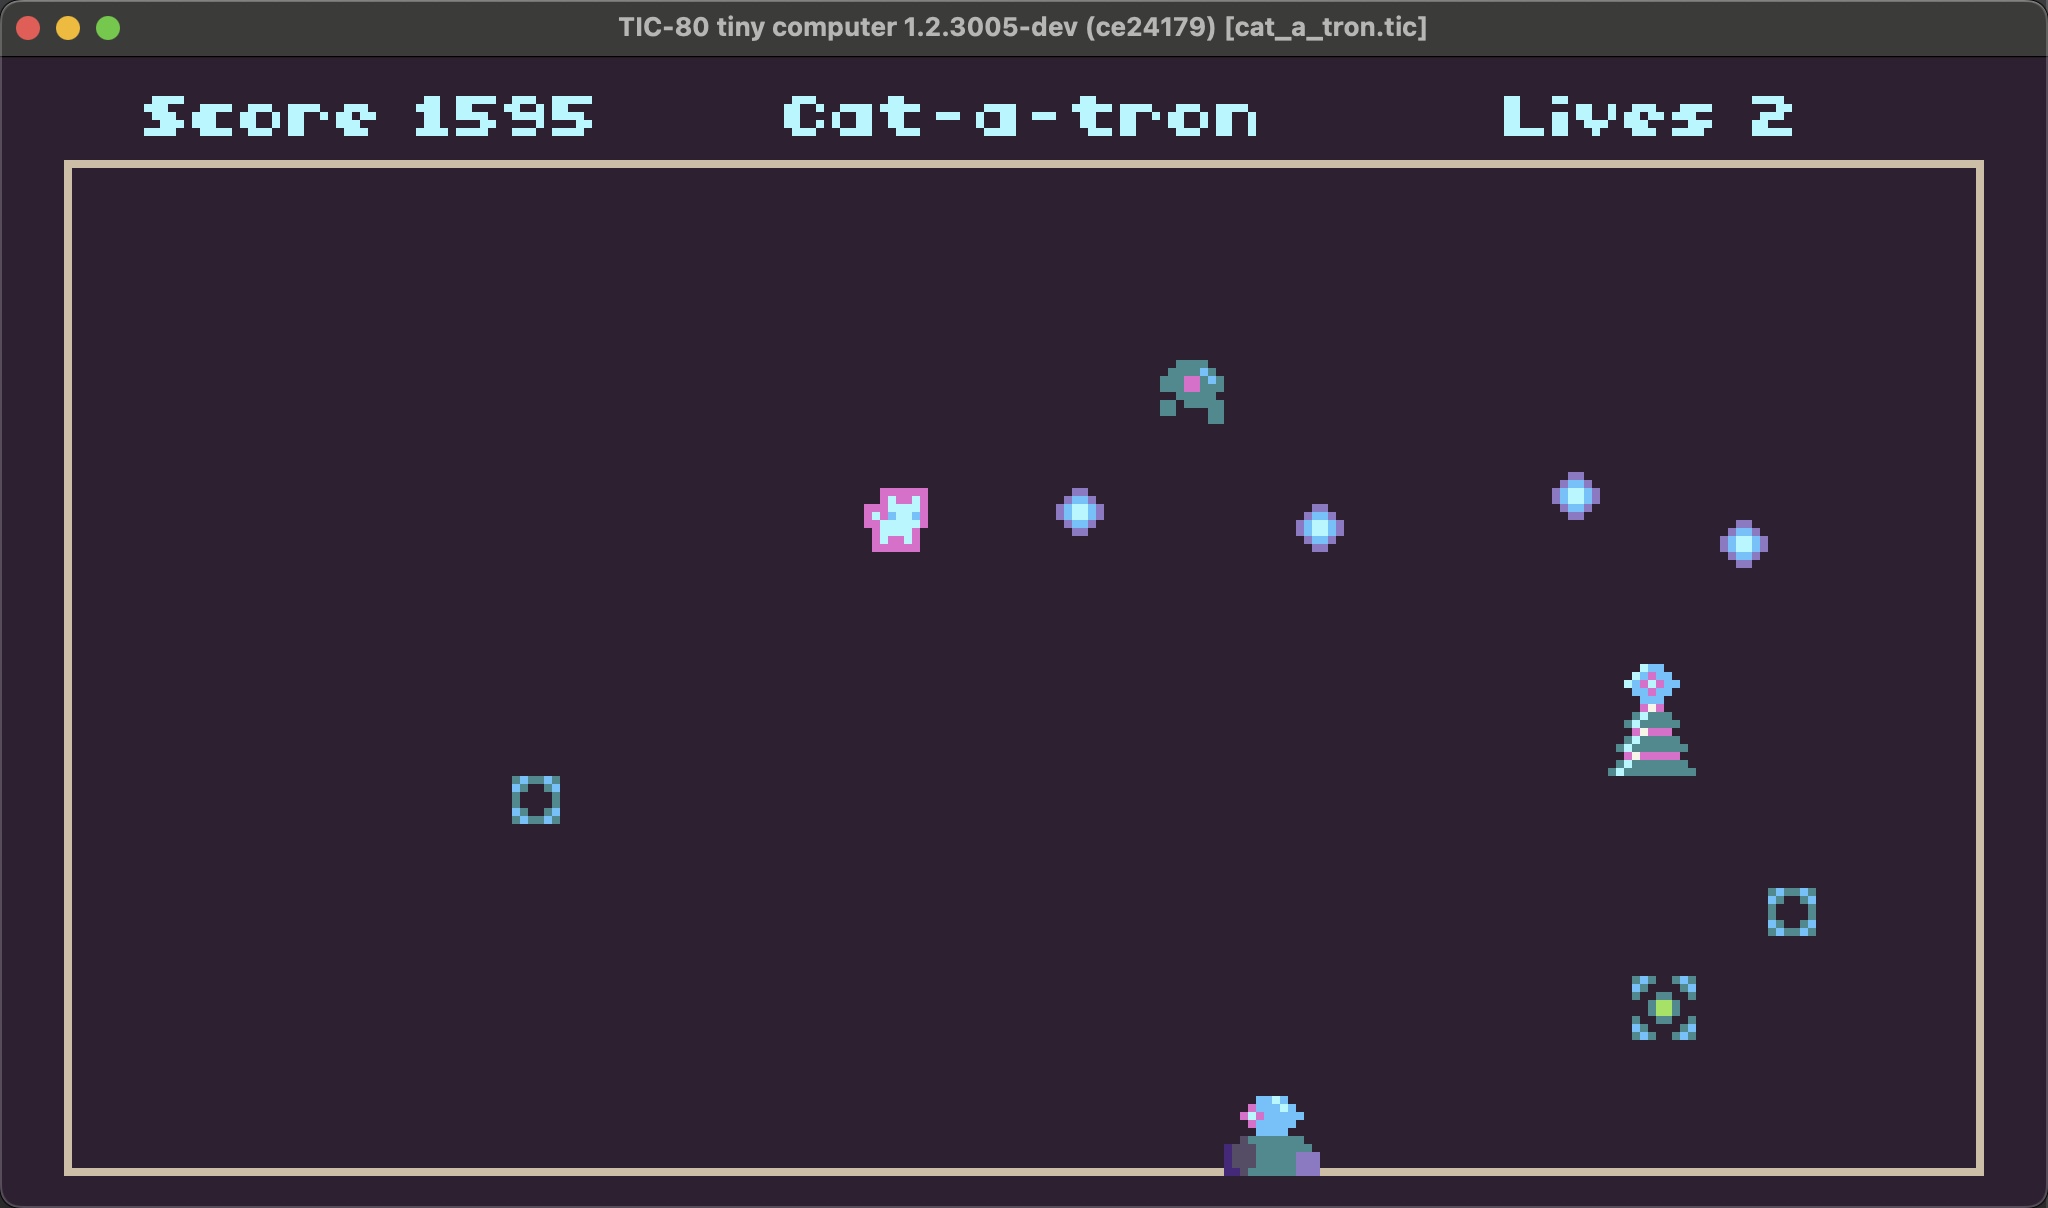 TIC-80 tiny computer 1.2.3005-dev (ce24179) [cat_a_tron.tic]
Score 1595 Cat-a-tron Lives 2